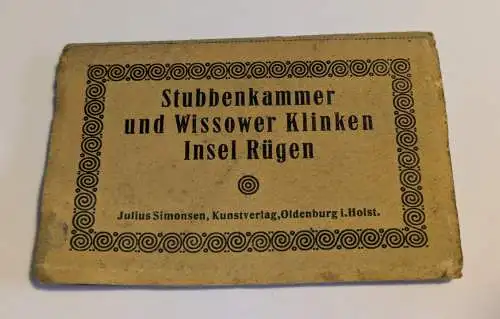 Stubbenkammer
und Wissower Klinken
Insel Rügen
Julius Simonsen, Kunstverlag, Oldenburg i. Holst.